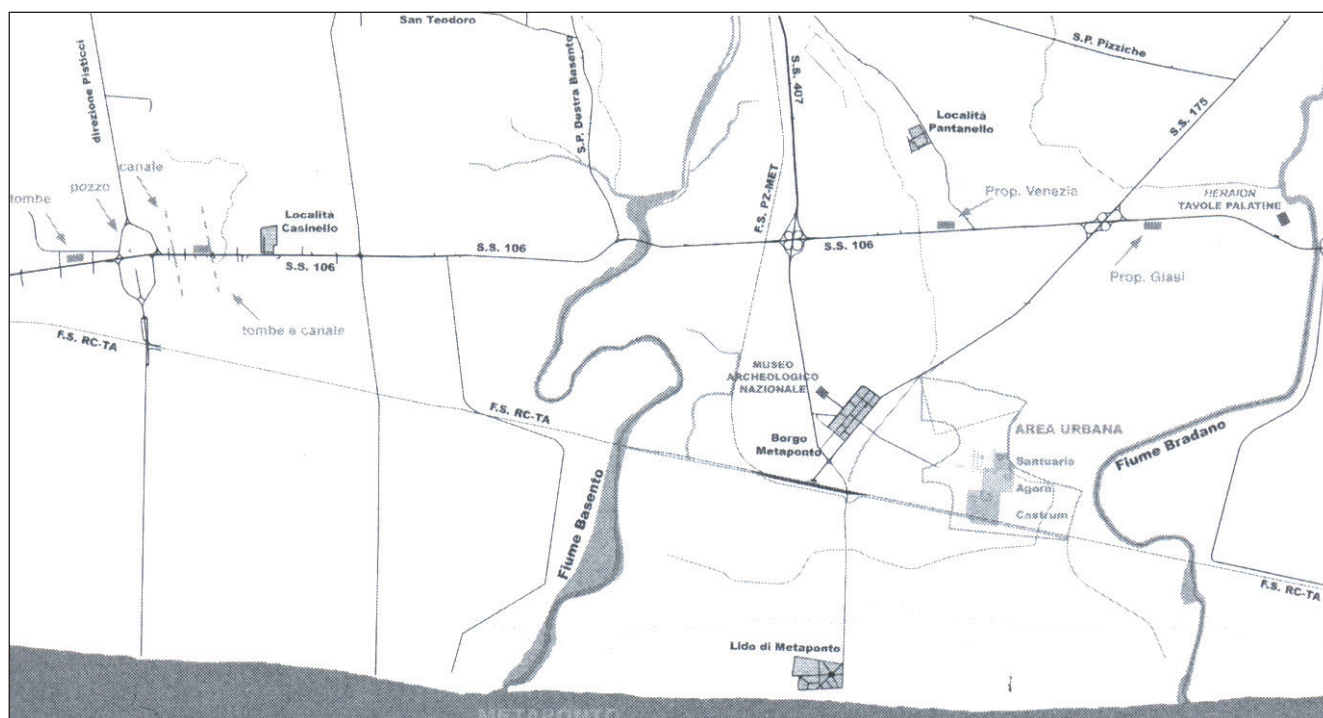 San Teodoro
direzione Pisticci
S.P. Destra Basento
S.S. 407
S.P. Pizziche
S.S. 175
Località
Pantanello
canale
pozzo
tombe
Località
Casinello
F.S. PZ-MET
Prop. Venezia
HERAION
TAVOLE PALATINE
S.S. 106
S.S. 106
S.S. 106
Prop. Giasi
tombe a canale
F.S. RC-TA
MUSEO
ARCHEOLOGICO
NAZIONALE
F.S. RC-TA
Borgo
Metaponto
AREA URBANA
Santuario
Agorà
Castrum
Fiume Bradano
Fiume Basento
F.S. RC-TA
Lido di Metaponto
METAPONTO